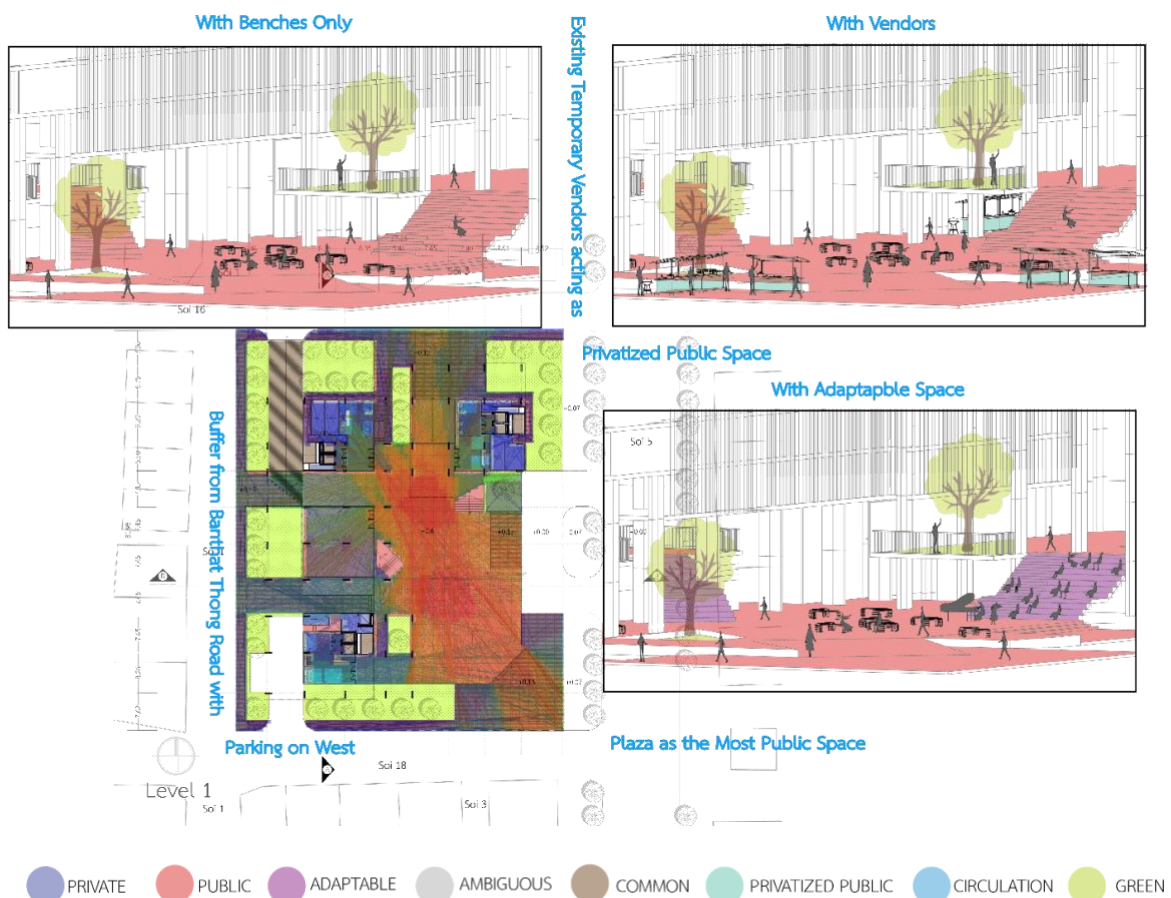 With Benches Only
With Vendors
Existing Temporary Vendors acting as
Privatized Public Space
With Adaptpable Space
Soi 16
Soi 5
Buffer from Banthat Thong Road with
Parking on West
Plaza as the Most Public Space
Soi 18
Level 1
Soi 1
Soi 3
PRIVATE
PUBLIC
ADAPTABLE
AMBIGUOUS
COMMON
PRIVATIZED PUBLIC
CIRCULATION
GREEN